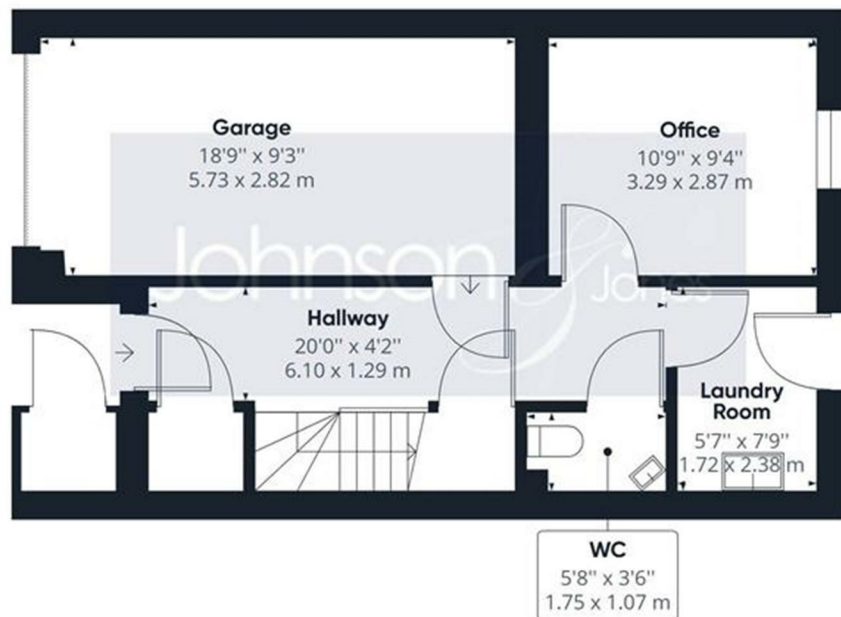 Garage
18'9" x 9'3"
5.73 x 2.82 m
Office
10'9" x 9'4"
3.29 x 2.87 m
Johnson & Jones
Hallway
20'0" x 4'2"
6.10 x 1.29 m
Laundry
Room
5'7" x 7'9"
1.72 x 2.38 m
WC
5'8" x 3'6"
1.75 x 1.07 m